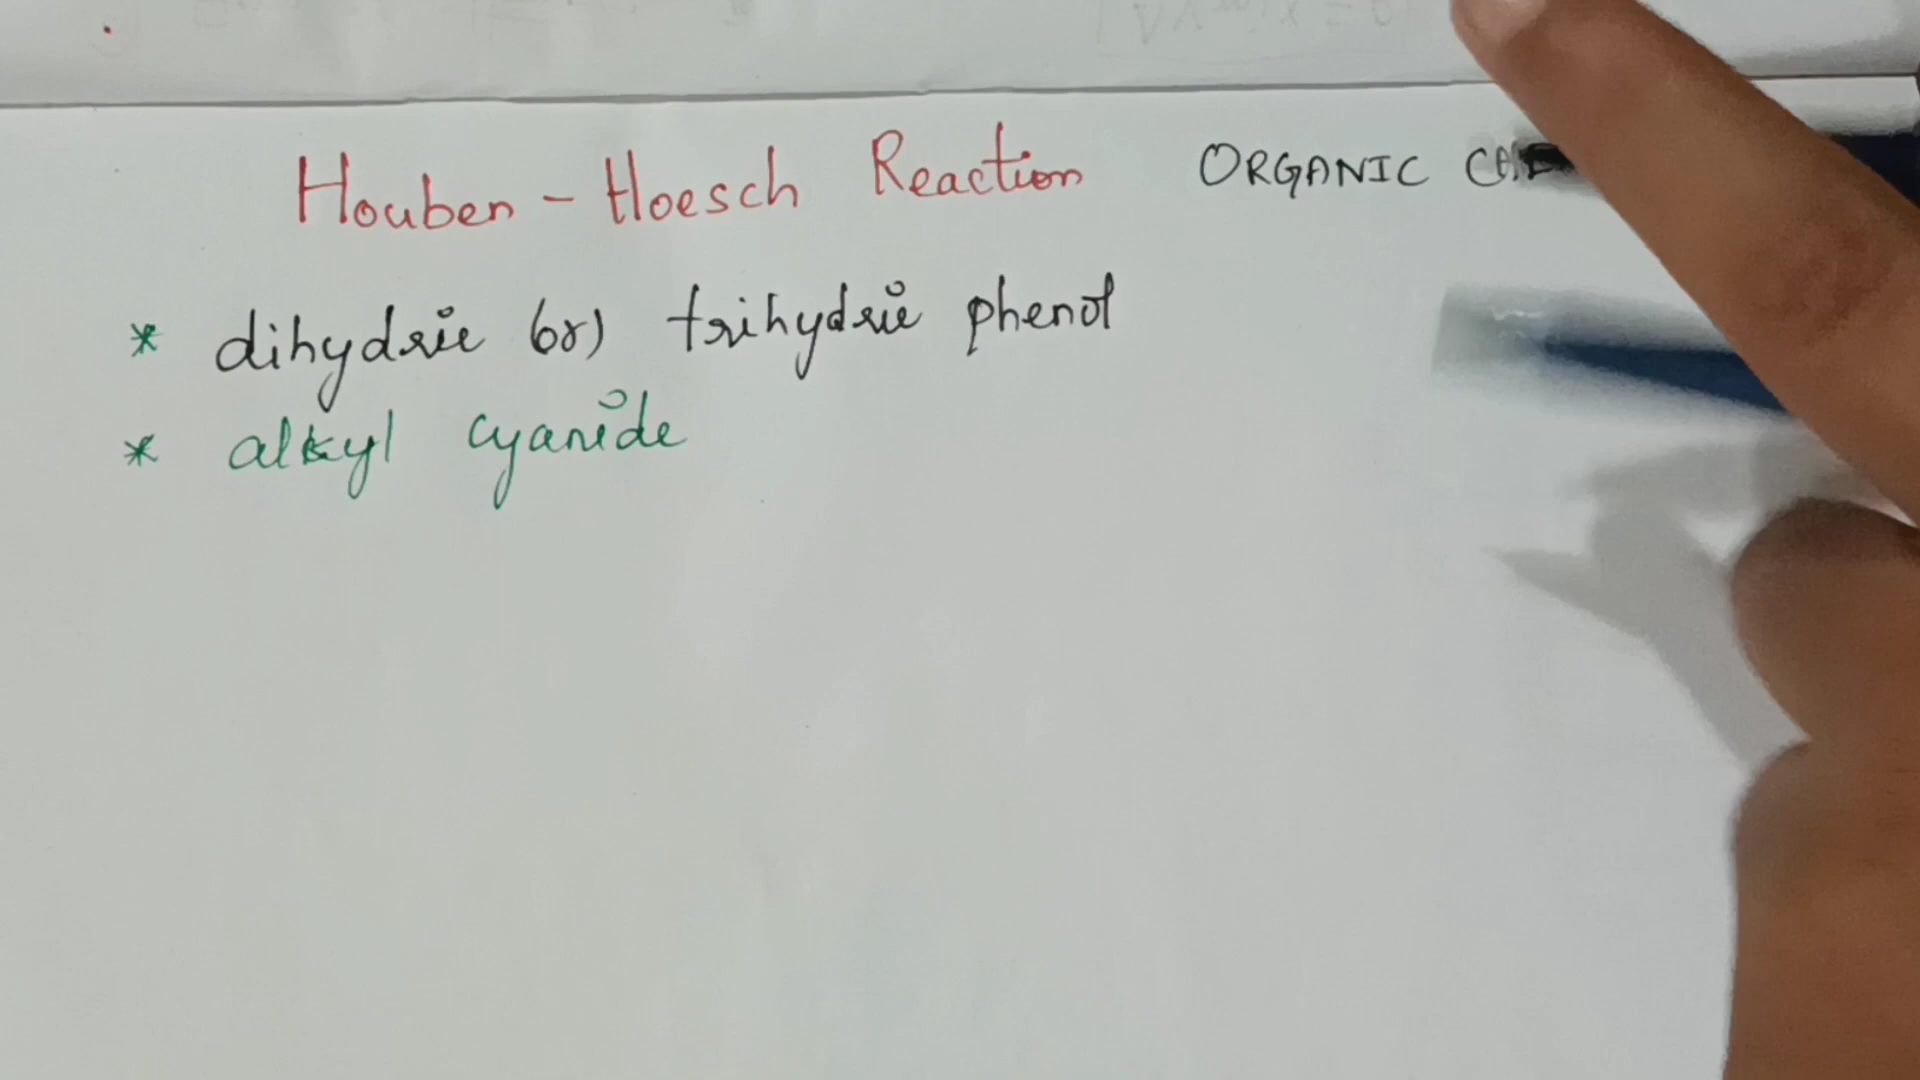 Houben - Hoesch Reaction ORGANIC
* dihydric (or) trihydric phenol
* alkyl cyanide